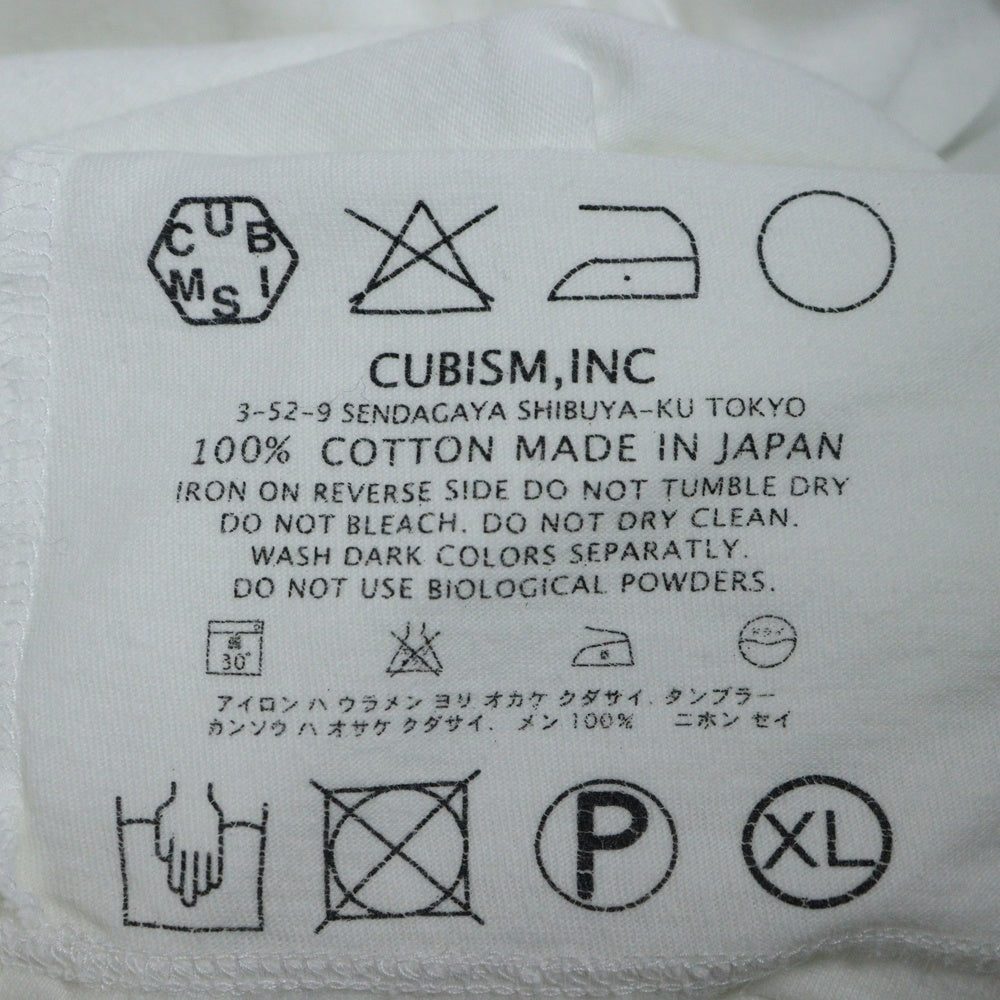 CUBISM
CUBISM,INC
3-52-9 SENDAGAYA SHIBUYA-KU TOKYO
100% COTTON MADE IN JAPAN
IRON ON REVERSE SIDE DO NOT TUMBLE DRY
DO NOT BLEACH. DO NOT DRY CLEAN.
WASH DARK COLORS SEPARATLY.
DO NOT USE BIOLOGICAL POWDERS.
30° ドライ
アイロン ハ ウラメン ヨリ オカケ クダサイ. タンブラー
カンソウ ハ オサケ クダサイ. メン 100% ニホン セイ
P XL